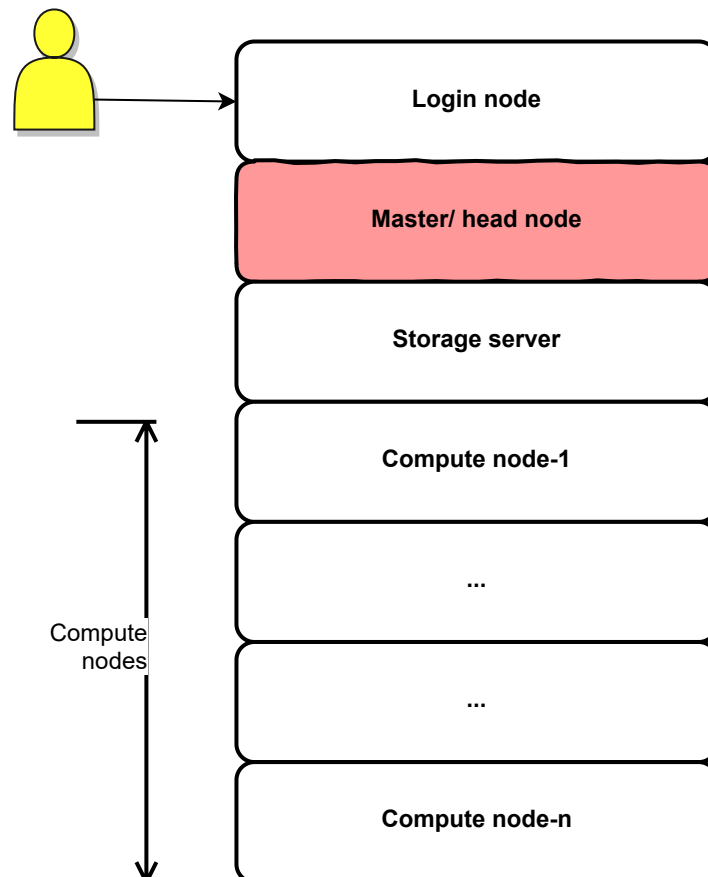 Login node
Master/ head node
Storage server
Compute node-1
...
Compute
nodes
...
Compute node-n